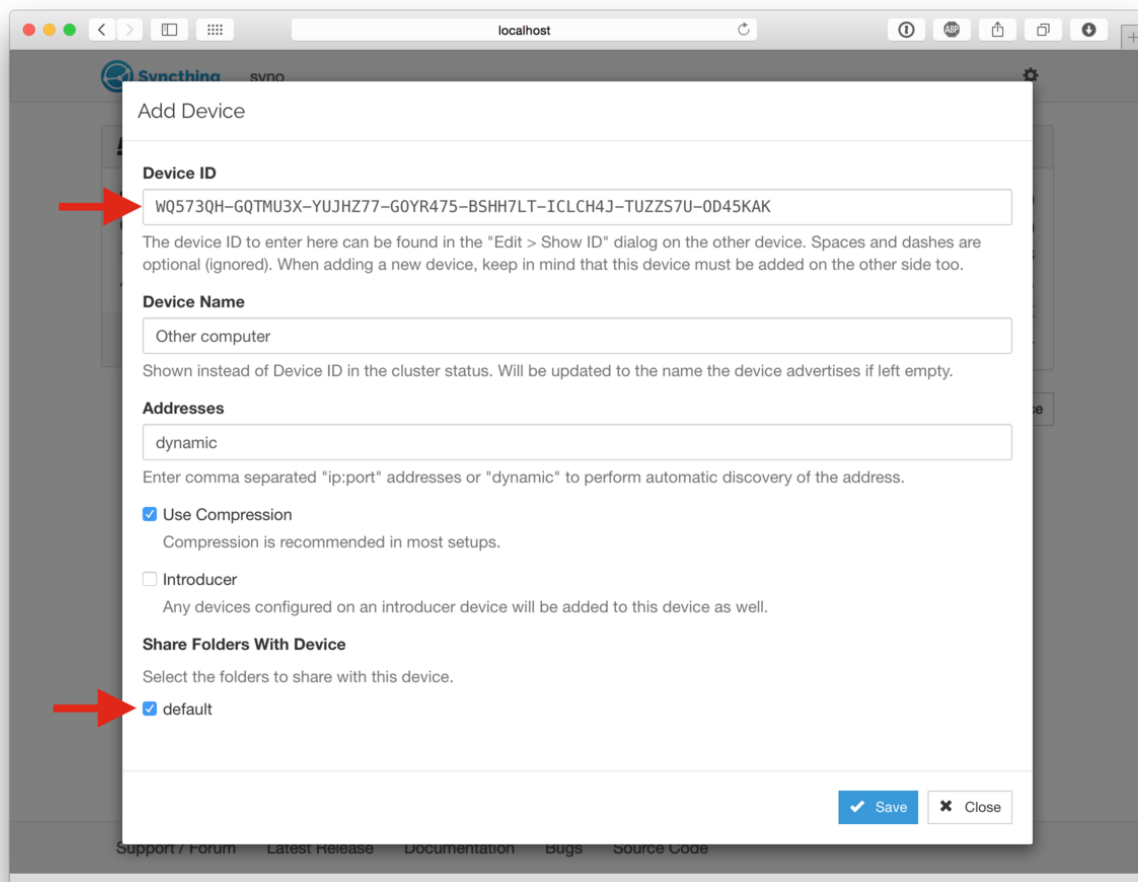 localhost
ABP
Syncthing syno
Add Device
Device ID
WQ573QH-GQTMU3X-YUJHZ77-GOYR475-BSHH7LT-ICLCH4J-TUZZS7U-OD45KAK
The device ID to enter here can be found in the "Edit > Show ID" dialog on the other device. Spaces and dashes are
optional (ignored). When adding a new device, keep in mind that this device must be added on the other side too.
Device Name
Other computer
Shown instead of Device ID in the cluster status. Will be updated to the name the device advertises if left empty.
Addresses
dynamic
Enter comma separated "ip:port" addresses or "dynamic" to perform automatic discovery of the address.
Use Compression
Compression is recommended in most setups.
Introducer
Any devices configured on an introducer device will be added to this device as well.
Share Folders With Device
Select the folders to share with this device.
default
Save Close
Support / Forum Latest Release Documentation Bugs Source Code